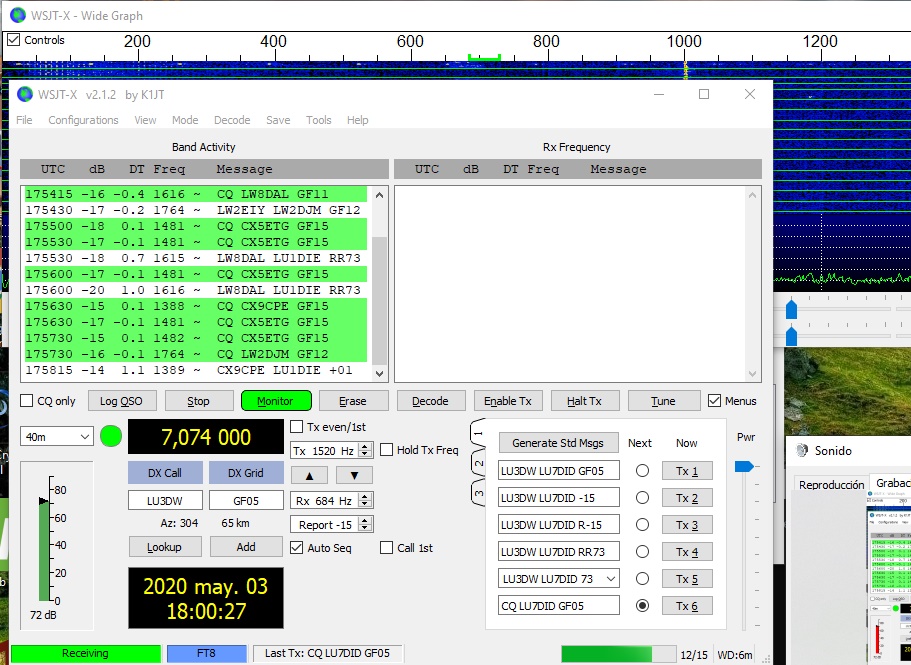 WSJT-X - Wide Graph
Controls 200 400 600 800 1000 1200
WSJT-X v2.1.2 by K1JT
File Configurations View Mode Decode Save Tools Help
Band Activity Rx Frequency
UTC dB DT Freq Message UTC dB DT Freq Message
175415 -16 -0.4 1616 ~ CQ LW8DAL GF11
175430 -17 -0.2 1764 ~ LW2EIY LW2DJM GF12
175500 -18 0.1 1481 ~ CQ CX5ETG GF15
175530 -17 -0.1 1481 ~ CQ CX5ETG GF15
175530 -18 0.7 1615 ~ LW8DAL LU1DIE RR73
175600 -17 -0.1 1481 ~ CQ CX5ETG GF15
175600 -20 1.0 1616 ~ LW8DAL LU1DIE RR73
175630 -15 0.1 1388 ~ CQ CX9CPE GF15
175630 -17 -0.1 1481 ~ CQ CX5ETG GF15
175730 -15 0.1 1482 ~ CQ CX5ETG GF15
175730 -16 -0.1 1764 ~ CQ LW2DJM GF12
175815 -14 1.1 1389 ~ CX9CPE LU1DIE +01
CQ only Log QSO Stop Monitor Erase Decode Enable Tx Halt Tx Tune Menus
40m 7,074 000 Tx even/1st
Tx 1520 Hz Hold Tx Freq
DX Call DX Grid
LU3DW GF05 Rx 684 Hz
Az: 304 65 km Report -15
Lookup Add Auto Seq Call 1st
2020 may. 03
18:00:27
80
60
40
20
0
72 dB
1
2
3
Generate Std Msgs Next Now Pwr
LU3DW LU7DID GF05 Tx 1
LU3DW LU7DID -15 Tx 2
LU3DW LU7DID R-15 Tx 3
LU3DW LU7DID RR73 Tx 4
LU3DW LU7DID 73 Tx 5
CQ LU7DID GF05 Tx 6
Sonido
Reproducción Grabac
Receiving FT8 Last Tx: CQ LU7DID GF05 12/15 WD:6m